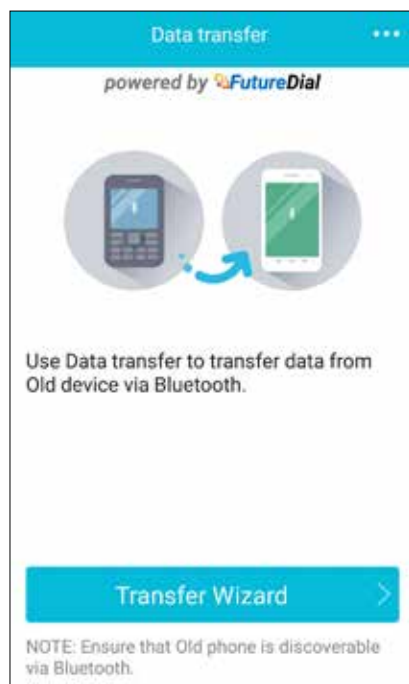 Data transfer
powered by FutureDial
Use Data transfer to transfer data from
Old device via Bluetooth.
Transfer Wizard
NOTE: Ensure that Old phone is discoverable
via Bluetooth.